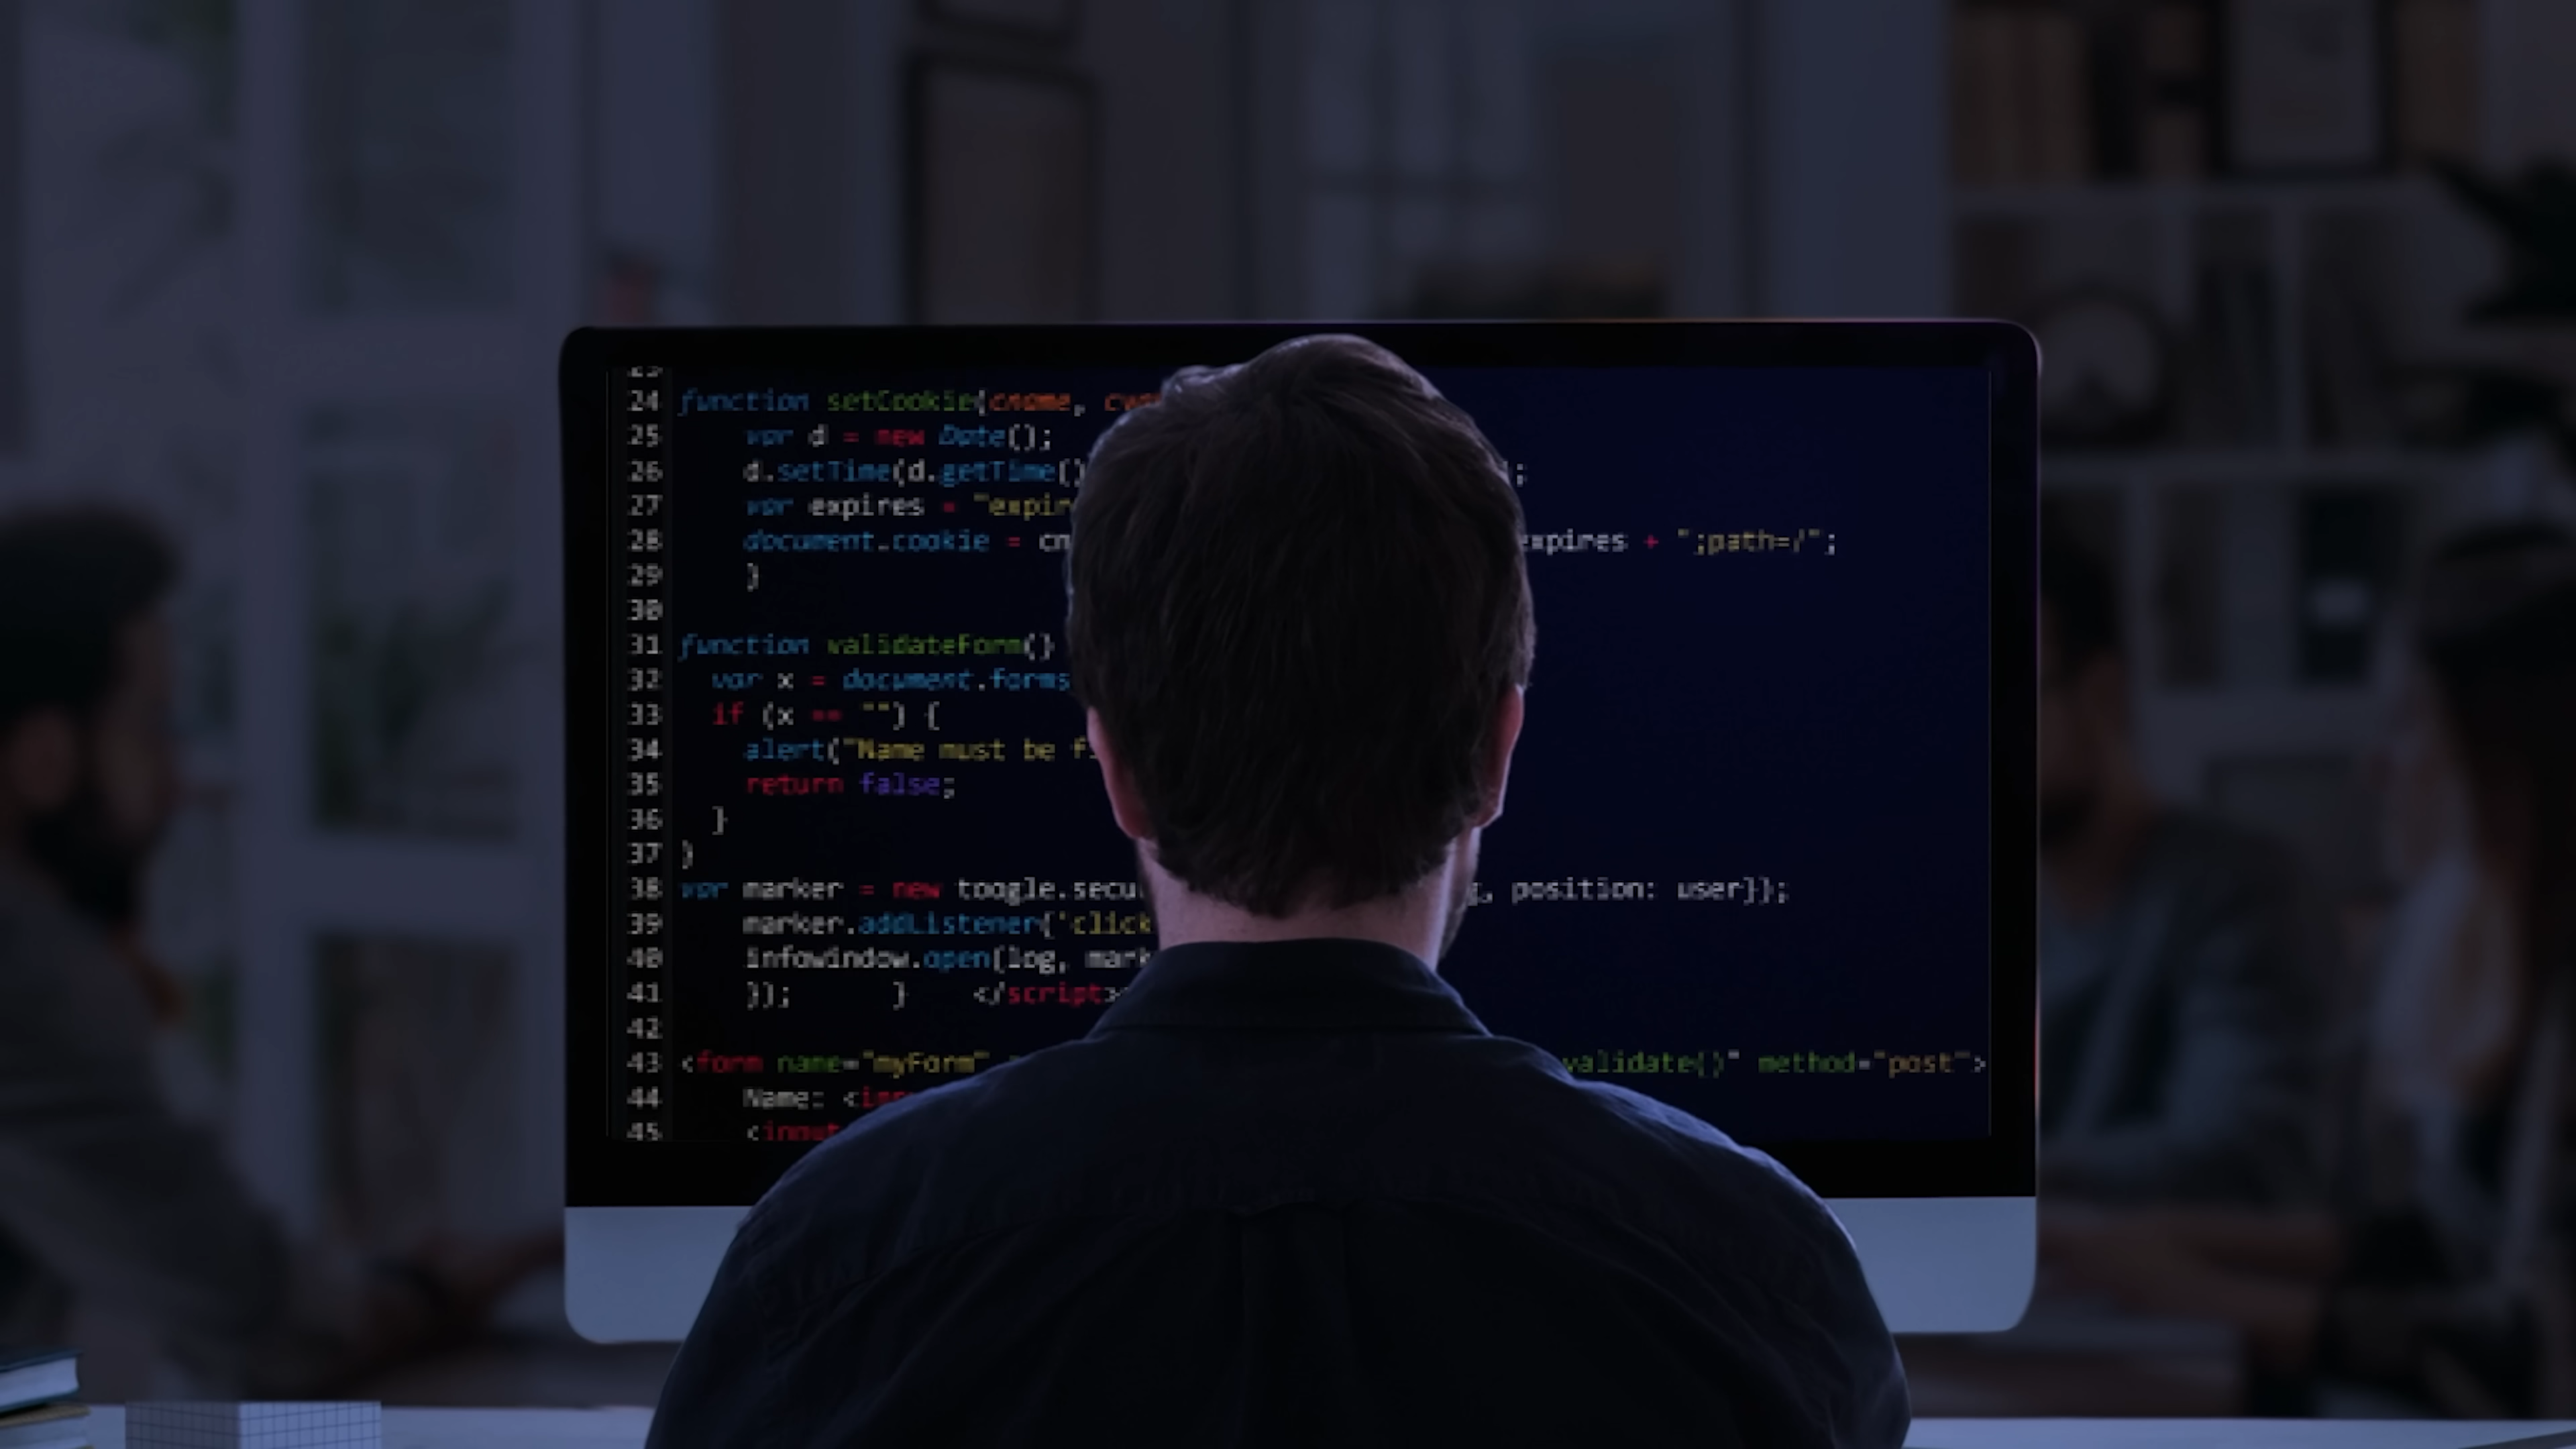 24 function setCookie(cname,
25 var d = new Date();
26 d.setTime(d.getTime() ;
27 var expires = "expir
28 document.cookie = cn expires + ";path=/";
29 }
30
31 function validateForm()
32 var x = document.forms
33 if (x == "") {
34 alert("Name must be f
35 return false;
36 }
37 }
38 var marker = new toogle.secu , position: user});
39 marker.addListener('click
40 infowindow.open(log, mark
41 }); } </script>
42
43 <form name="myForm" validate()" method="post">
44 Name: <in
45 <input